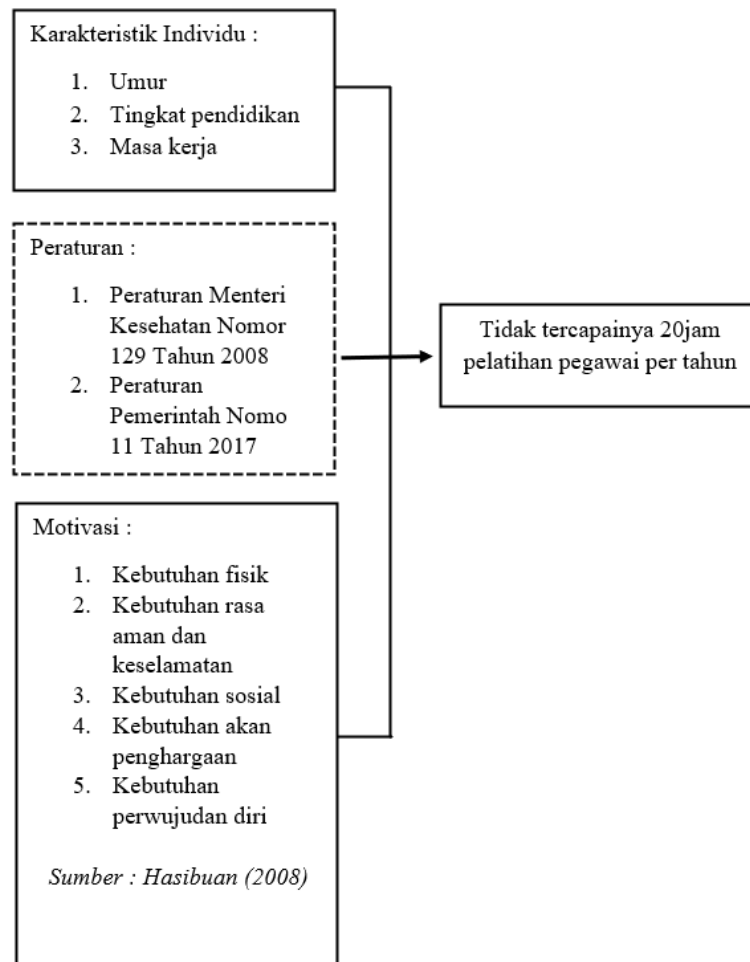 Karakteristik Individu :
1. Umur
2. Tingkat pendidikan
3. Masa kerja
Peraturan :
1. Peraturan Menteri
Kesehatan Nomor
129 Tahun 2008
2. Peraturan
Pemerintah Nomo
11 Tahun 2017
Motivasi :
1. Kebutuhan fisik
2. Kebutuhan rasa
aman dan
keselamatan
3. Kebutuhan sosial
4. Kebutuhan akan
penghargaan
5. Kebutuhan
perwujudan diri
Sumber : Hasibuan (2008)
Tidak tercapainya 20jam
pelatihan pegawai per tahun